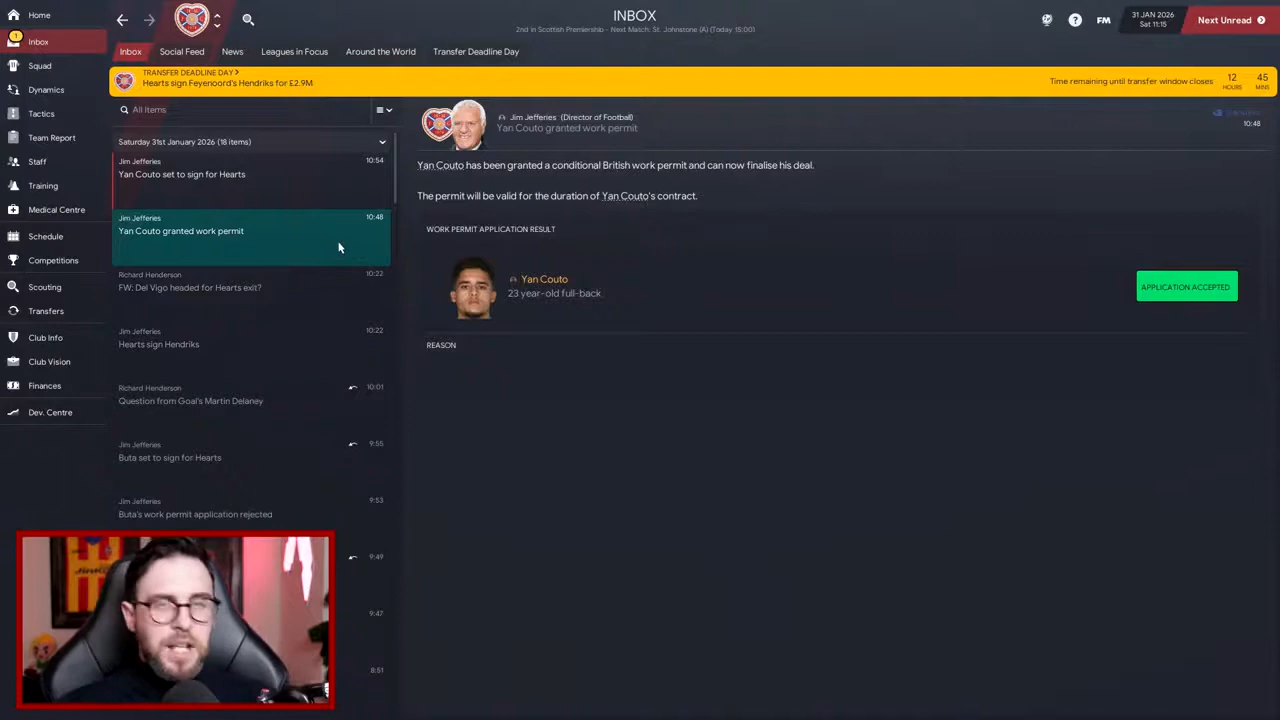 Home
1
Inbox
Squad
Dynamics
Tactics
Team Report
Staff
Training
Medical Centre
Schedule
Competitions
Scouting
Transfers
Club Info
Club Vision
Finances
Dev. Centre
INBOX
2nd in Scottish Premiership - Next Match: St. Johnstone (A) (Today 15:00)
?
FM
31 JAN 2026
Sat 11:15
Next Unread
Inbox
Social Feed
News
Leagues in Focus
Around the World
Transfer Deadline Day
TRANSFER DEADLINE DAY
Hearts sign Feyenoord's Hendriks for £2.9M
Time remaining until transfer window closes
12
HOURS
45
MINS
All Items
Saturday 31st January 2026 (18 items)
Jim Jefferies 10:54
Yan Couto set to sign for Hearts
Jim Jefferies 10:48
Yan Couto granted work permit
Richard Henderson 10:22
FW: Del Vigo headed for Hearts exit?
Jim Jefferies 10:22
Hearts sign Hendriks
Richard Henderson 10:01
Question from Goal's Martin Delaney
Jim Jefferies 9:55
Buta set to sign for Hearts
Jim Jefferies 9:53
Buta's work permit application rejected
9:49
9:47
8:51
Jim Jefferies (Director of Football)
Yan Couto granted work permit
10:48
Yan Couto has been granted a conditional British work permit and can now finalise his deal.
The permit will be valid for the duration of Yan Couto's contract.
WORK PERMIT APPLICATION RESULT
Yan Couto
23 year-old full-back
APPLICATION ACCEPTED
REASON